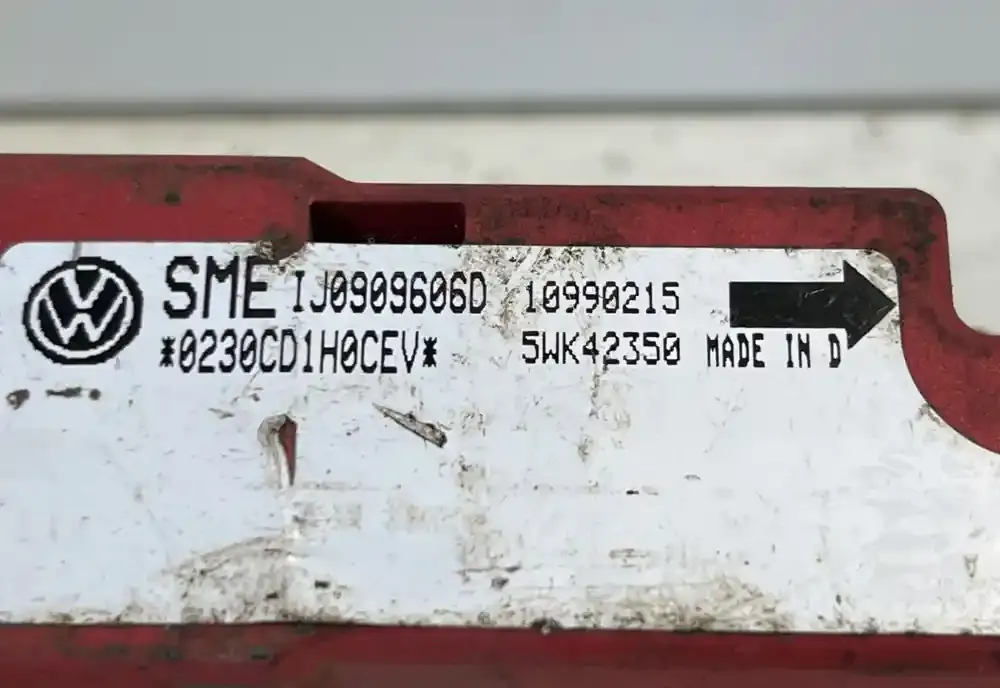 SME 1J0909606D 10990215
*0230CD1H0CEV* 5WK42350 MADE IN D